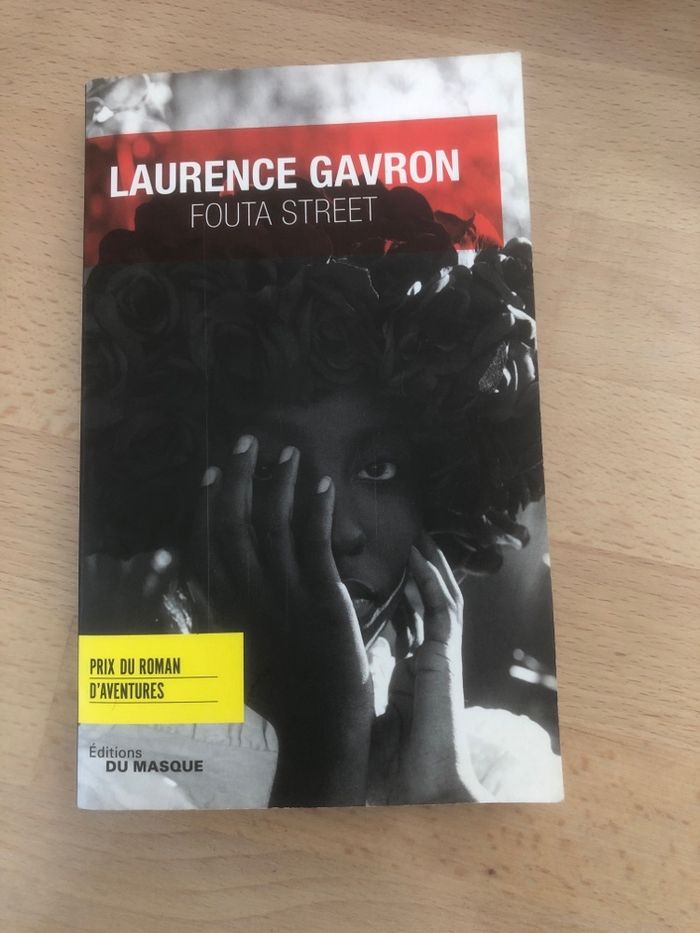 LAURENCE GAVRON
FOUTA STREET
PRIX DU ROMAN
D'AVENTURES
Éditions
DU MASQUE